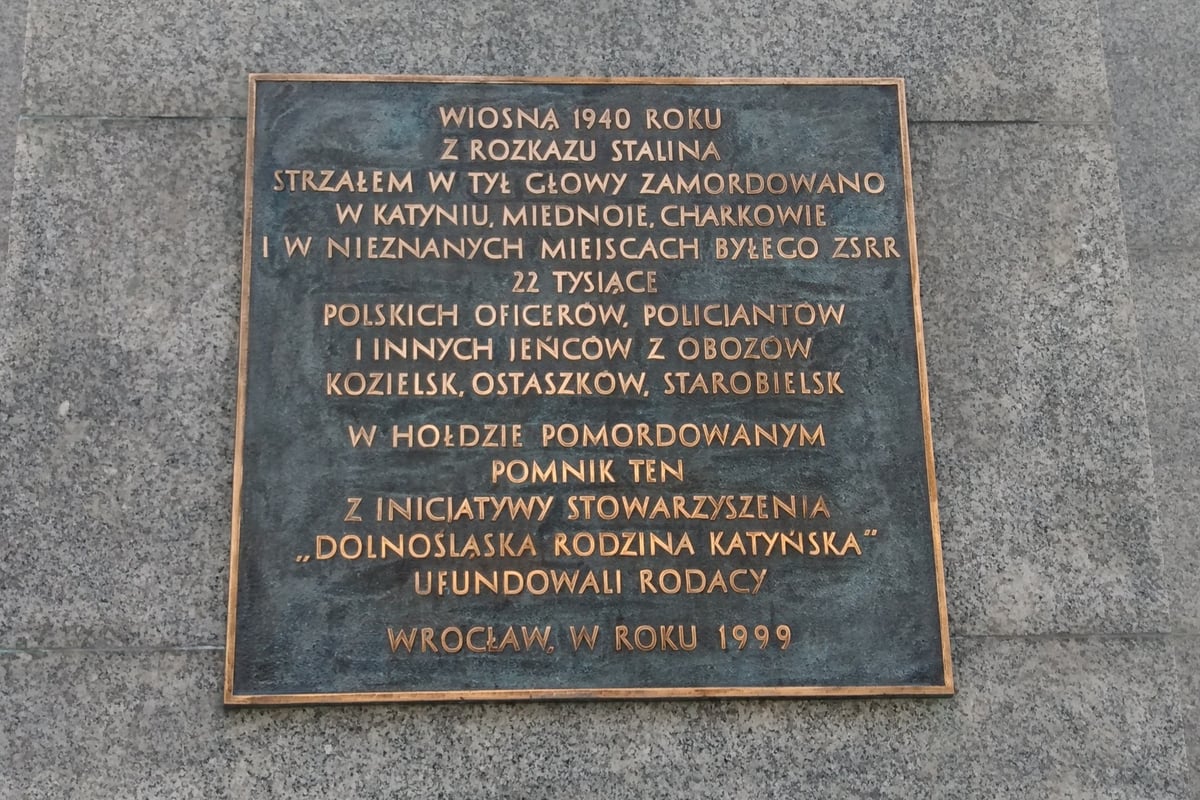 WIOSNĄ 1940 ROKU
Z ROZKAZU STALINA
STRZAŁEM W TYŁ GŁOWY ZAMORDOWANO
W KATYNIU, MIEDNOJE, CHARKOWIE
I W NIEZNANYCH MIEJSCACH BYŁEGO ZSRR
22 TYSIĄCE
POLSKICH OFICERÓW, POLICJANTÓW
I INNYCH JEŃCÓW Z OBOZÓW
KOZIELSK, OSTASZKÓW, STAROBIELSK
W HOŁDZIE POMORDOWANYM
POMNIK TEN
Z INICJATYWY STOWARZYSZENIA
„DOLNOŚLĄSKA RODZINA KATYŃSKA”
UFUNDOWALI RODACY
WROCŁAW, W ROKU 1999